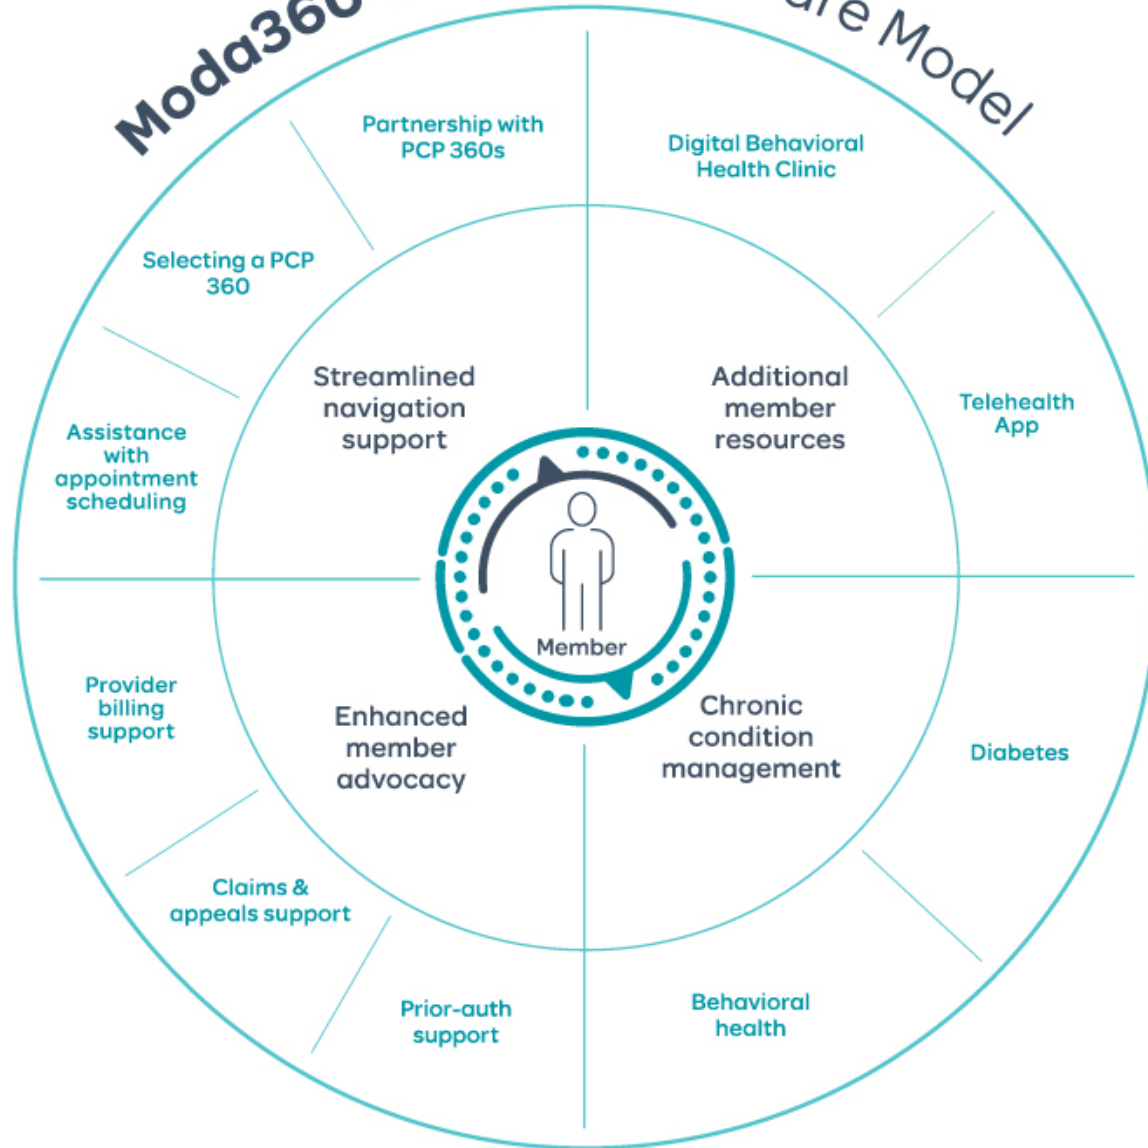 Moda360
Model
Partnership with
PCP 360s
Digital Behavioral
Health Clinic
Selecting a PCP
360
Telehealth
App
Assistance
with
appointment
scheduling
Streamlined
navigation
support
Additional
member
resources
Member
Enhanced
member
advocacy
Chronic
condition
management
Provider
billing
support
Diabetes
Claims &
appeals support
Prior-auth
support
Behavioral
health